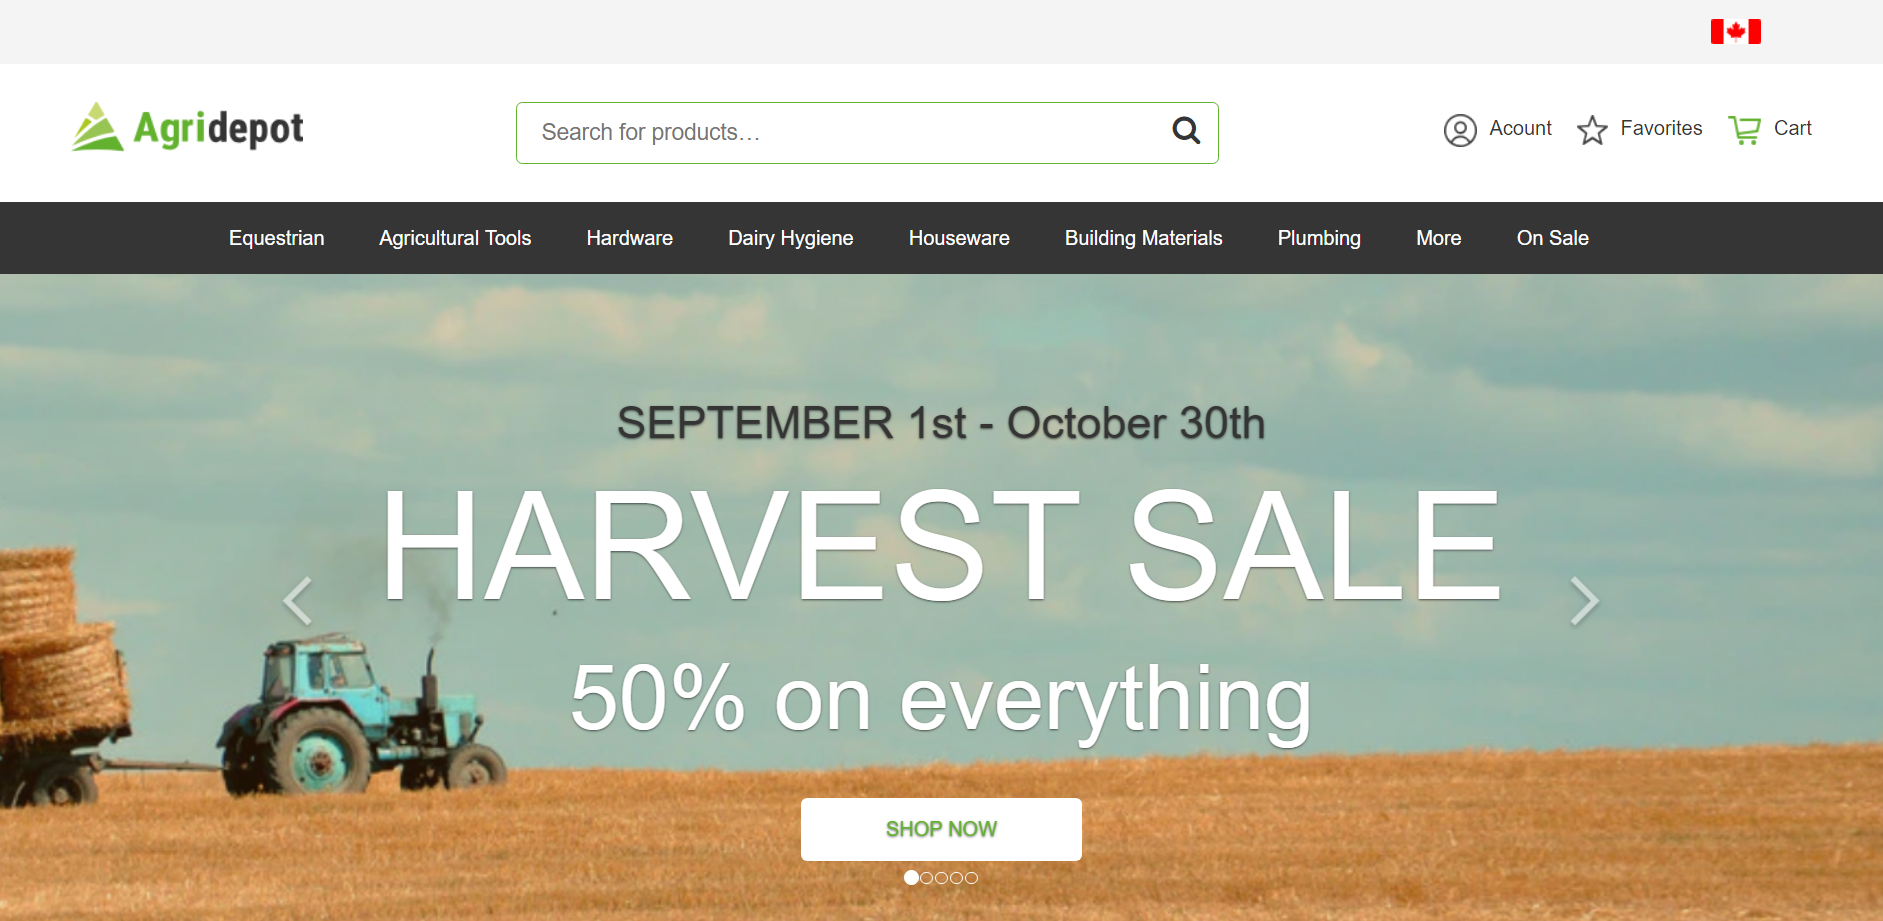 Agridepot
Search for products...
Acount
Favorites
Cart
Equestrian
Agricultural Tools
Hardware
Dairy Hygiene
Houseware
Building Materials
Plumbing
More
On Sale
SEPTEMBER 1st - October 30th
HARVEST SALE
50% on everything
SHOP NOW